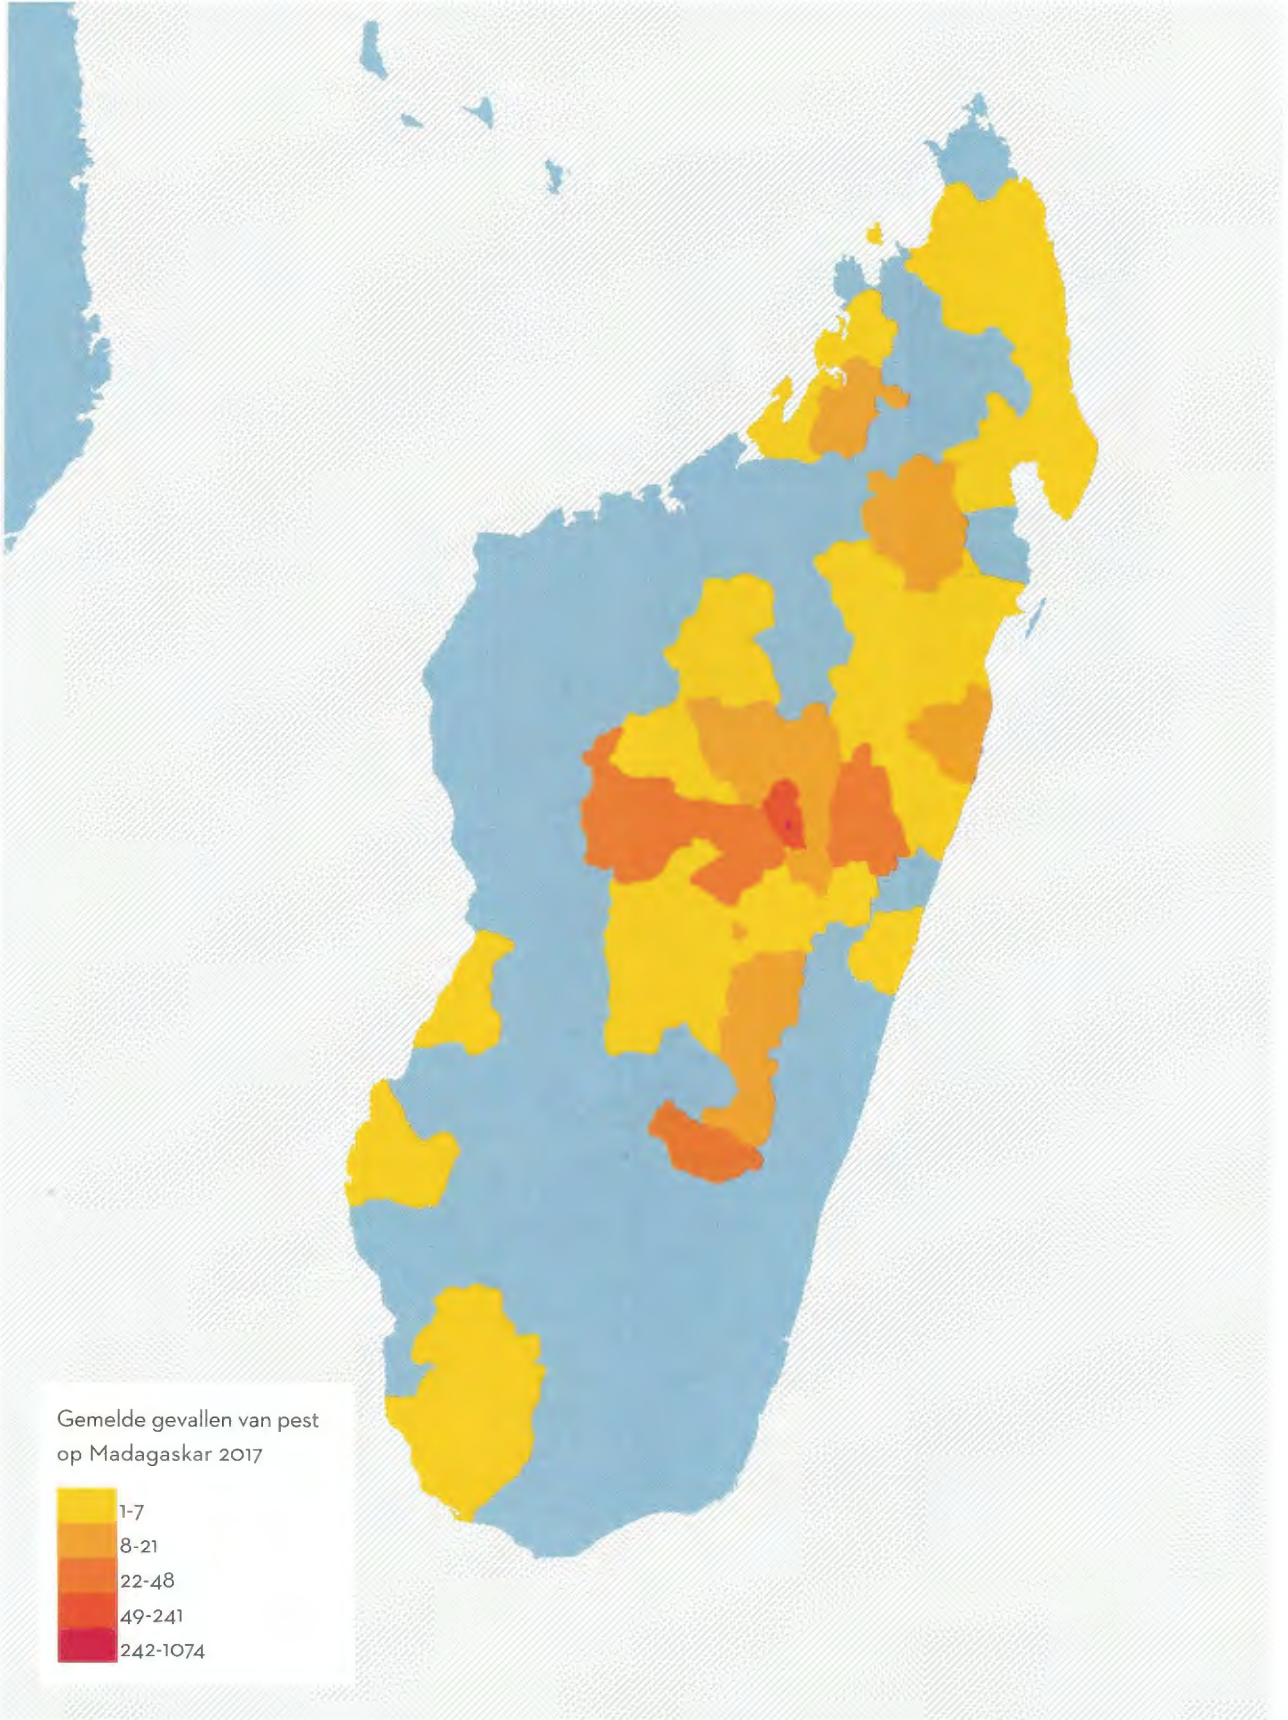 Gemelde gevallen van pest
op Madagaskar 2017
1-7
8-21
22-48
49-241
242-1074